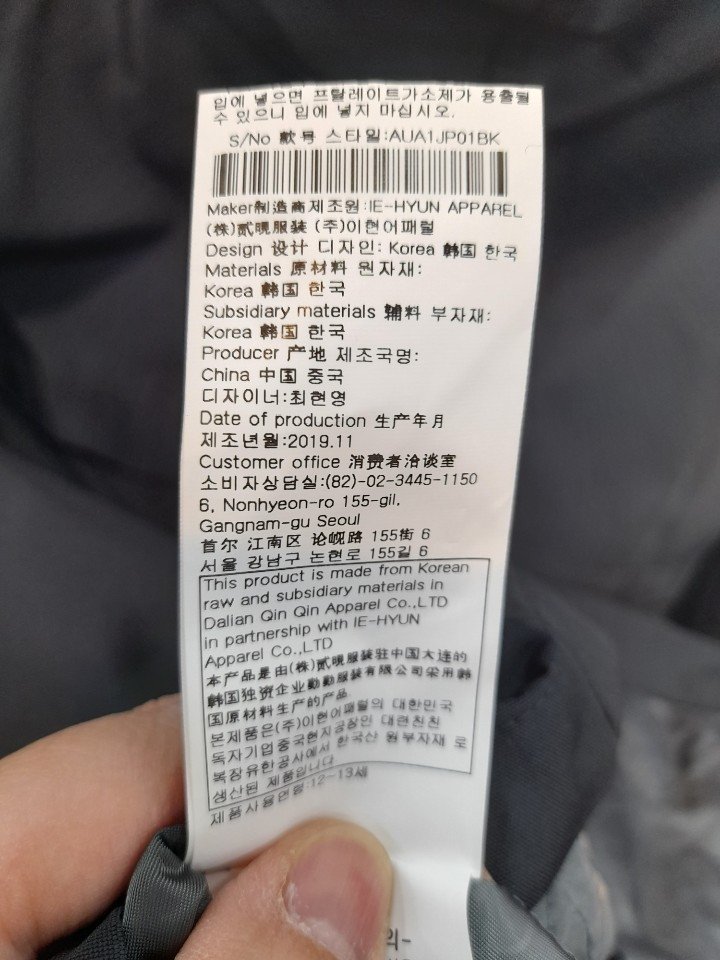 입에 넣으면 프탈레이트가소제가 용출될
수 있으니 입에 넣지 마십시오.
S/No 款号 스타일:AUA1JP01BK
Maker制造商제조원:IE-HYUN APPAREL
(株)贰晛服装 (주)이현어패럴
Design 设计 디자인: Korea 韩国 한국
Materials 原材料 원자재:
Korea 韩国 한국
Subsidiary materials 辅料 부자재:
Korea 韩国 한국
Producer 产地 제조국명:
China 中国 중국
디자이너:최현영
Date of production 生产年月
제조년월:2019.11
Customer office 消费者洽谈室
소비자상담실:(82)-02-3445-1150
6, Nonhyeon-ro 155-gil,
Gangnam-gu Seoul
首尔 江南区 论岘路 155街 6
서울 강남구 논현로 155길 6
This product is made from Korean
raw and subsidiary materials in
Dalian Qin Qin Apparel Co.,LTD
in partnership with IE-HYUN
Apparel Co.,LTD
本产品是由(株)贰晛服装驻中国大连的
韩国独资企业勤勤服装有限公司采用韩
国原材料生产的产品
본제품은(주)이현어패럴의 대한민국
독자기업중국현지공장인 대련친친
복장유한공사에서 한국산 원부자재 로
생산된 제품입니다
제품사용연령:12-13세